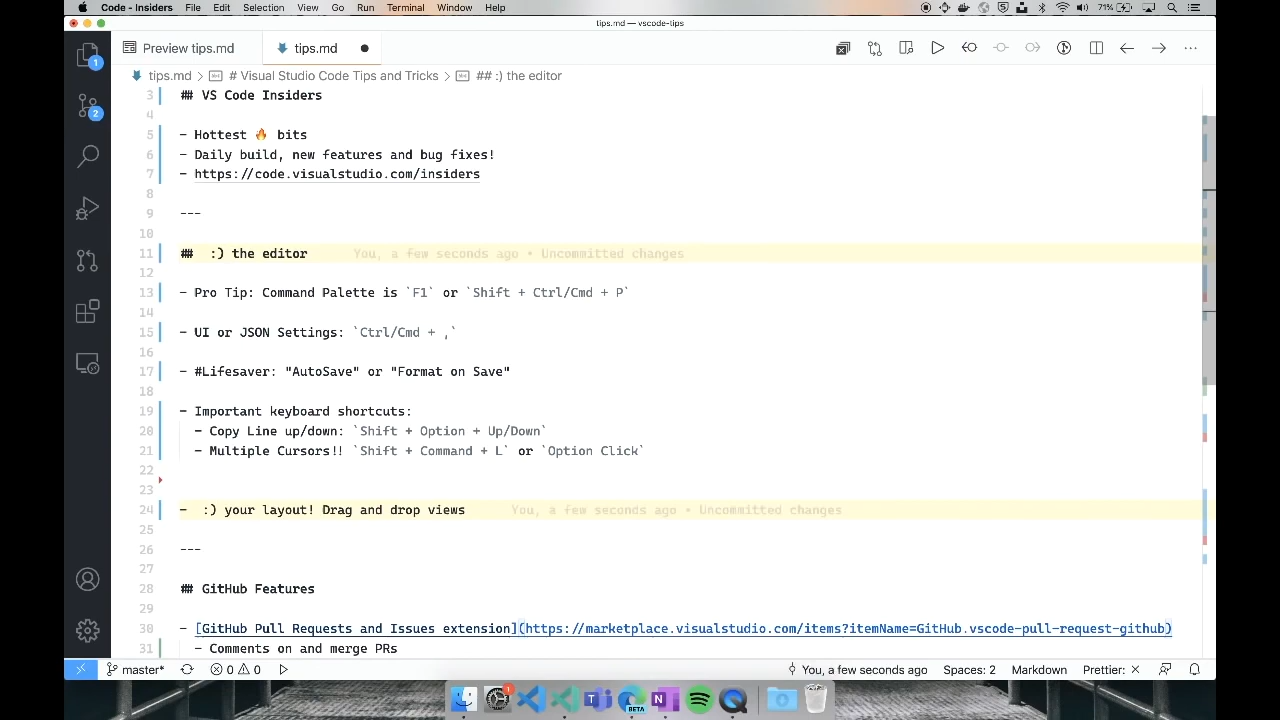 Code - Insiders File Edit Selection View Go Run Terminal Window Help 71%
tips.md — vscode-tips
Preview tips.md tips.md
tips.md > # Visual Studio Code Tips and Tricks > ## :) the editor
3 ## VS Code Insiders
4
5 - Hottest 🔥 bits
6 - Daily build, new features and bug fixes!
7 - https://code.visualstudio.com/insiders
8
9 ---
10
11 ##  :) the editor You, a few seconds ago • Uncommitted changes
12
13 - Pro Tip: Command Palette is `F1` or `Shift + Ctrl/Cmd + P`
14
15 - UI or JSON Settings: `Ctrl/Cmd + ,`
16
17 - #Lifesaver: "AutoSave" or "Format on Save"
18
19 - Important keyboard shortcuts:
20   - Copy Line up/down: `Shift + Option + Up/Down`
21   - Multiple Cursors!! `Shift + Command + L` or `Option Click`
22
23
24 -  :) your layout! Drag and drop views You, a few seconds ago • Uncommitted changes
25
26 ---
27
28 ## GitHub Features
29
30 - [GitHub Pull Requests and Issues extension](https://marketplace.visualstudio.com/items?itemName=GitHub.vscode-pull-request-github)
31   - Comments on and merge PRs
1
2
master* 0 0 You, a few seconds ago Spaces: 2 Markdown Prettier: ×
1
BETA